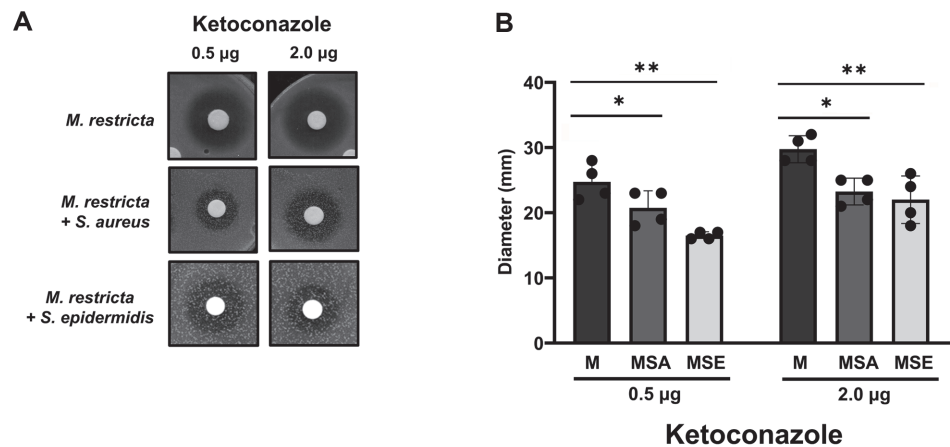 A
Ketoconazole
0.5 µg 2.0 µg
M. restricta
M. restricta
+ S. aureus
M. restricta
+ S. epidermidis
B
Diameter (mm)
40
30
20
10
0
** **
* *
M MSA MSE M MSA MSE
0.5 µg 2.0 µg
Ketoconazole